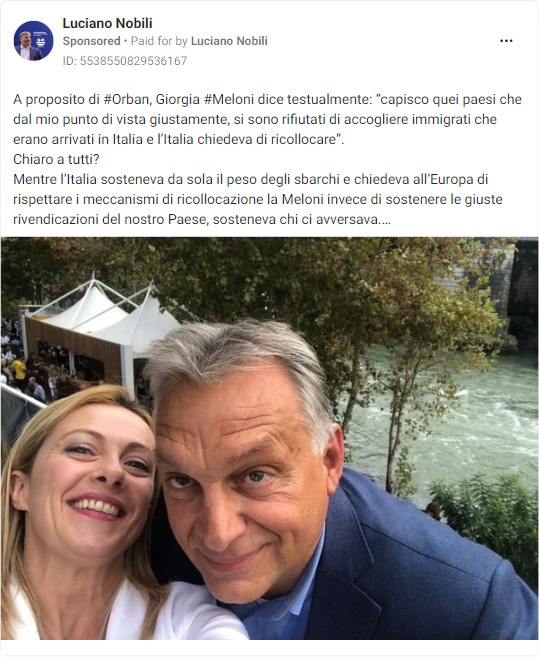 Luciano Nobili
Sponsored • Paid for by Luciano Nobili
ID: 5538550829536167
A proposito di #Orban, Giorgia #Meloni dice testualmente: “capisco quei paesi che
dal mio punto di vista giustamente, si sono rifiutati di accogliere immigrati che
erano arrivati in Italia e l’Italia chiedeva di ricollocare”.
Chiaro a tutti?
Mentre l’Italia sosteneva da sola il peso degli sbarchi e chiedeva all’Europa di
rispettare i meccanismi di ricollocazione la Meloni invece di sostenere le giuste
rivendicazioni del nostro Paese, sosteneva chi ci avversava....